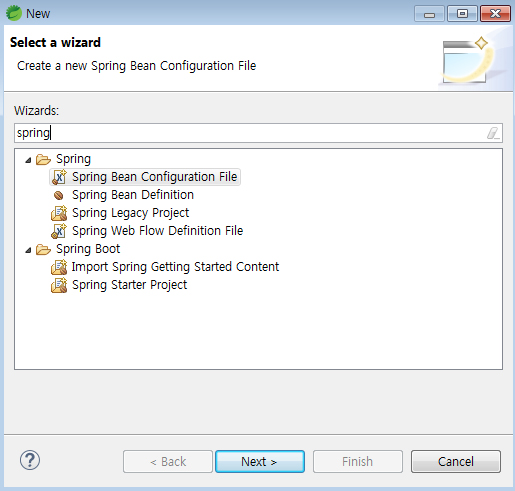 New
Select a wizard
Create a new Spring Bean Configuration File
Wizards:
spring
Spring
Spring Bean Configuration File
Spring Bean Definition
Spring Legacy Project
Spring Web Flow Definition File
Spring Boot
Import Spring Getting Started Content
Spring Starter Project
? < Back Next > Finish Cancel